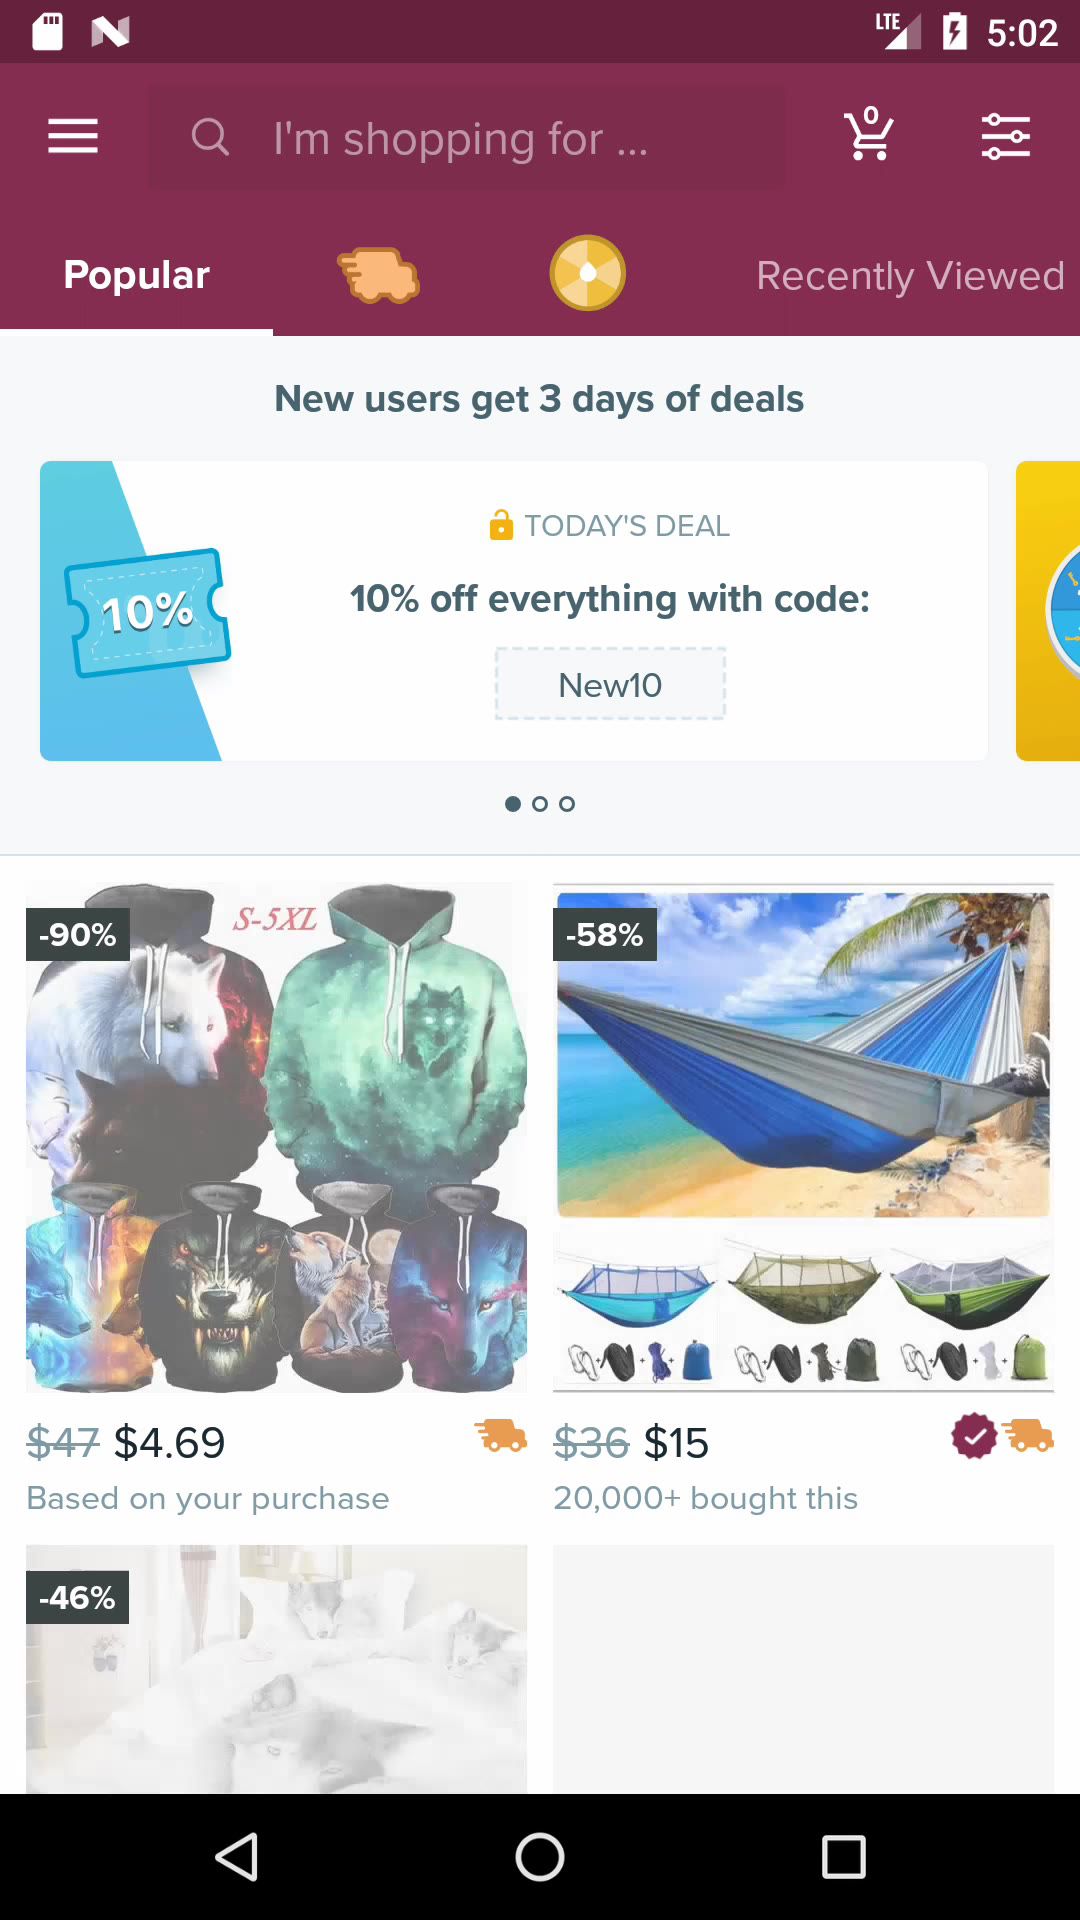 LTE 5:02
I'm shopping for ...
0
Popular
Recently Viewed
New users get 3 days of deals
TODAY'S DEAL
10%
10% off everything with code:
New10
-90%
S-5XL
-58%
$47 $4.69
$36 $15
Based on your purchase
20,000+ bought this
-46%